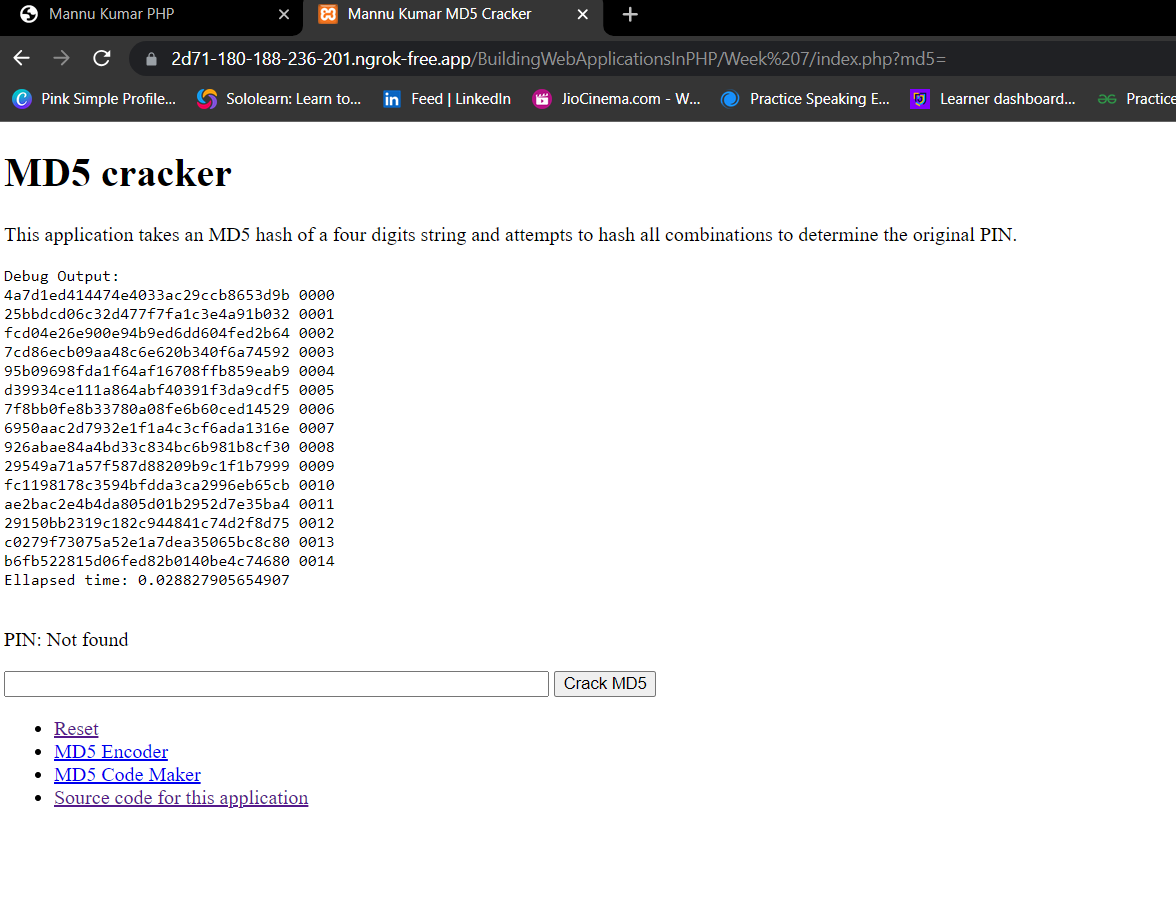 Mannu Kumar PHP
Mannu Kumar MD5 Cracker
2d71-180-188-236-201.ngrok-free.app/BuildingWebApplicationsInPHP/Week%207/index.php?md5=
Pink Simple Profile... Sololearn: Learn to... Feed | LinkedIn JioCinema.com - W... Practice Speaking E... Learner dashboard... Practice
MD5 cracker
This application takes an MD5 hash of a four digits string and attempts to hash all combinations to determine the original PIN.
Debug Output:
4a7d1ed414474e4033ac29ccb8653d9b 0000
25bbdcd06c32d477f7fa1c3e4a91b032 0001
fcd04e26e900e94b9ed6dd604fed2b64 0002
7cd86ecb09aa48c6e620b340f6a74592 0003
95b09698fda1f64af16708ffb859eab9 0004
d39934ce111a864abf40391f3da9cdf5 0005
7f8bb0fe8b33780a08fe6b60ced14529 0006
6950aac2d7932e1f1a4c3cf6ada1316e 0007
926abae84a4bd33c834bc6b981b8cf30 0008
29549a71a57f587d88209b9c1f1b7999 0009
fc1198178c3594bfdda3ca2996eb65cb 0010
ae2bac2e4b4da805d01b2952d7e35ba4 0011
29150bb2319c182c944841c74d2f8d75 0012
c0279f73075a52e1a7dea35065bc8c80 0013
b6fb522815d06fed82b0140be4c74680 0014
Ellapsed time: 0.028827905654907
PIN: Not found
Crack MD5
Reset
MD5 Encoder
MD5 Code Maker
Source code for this application